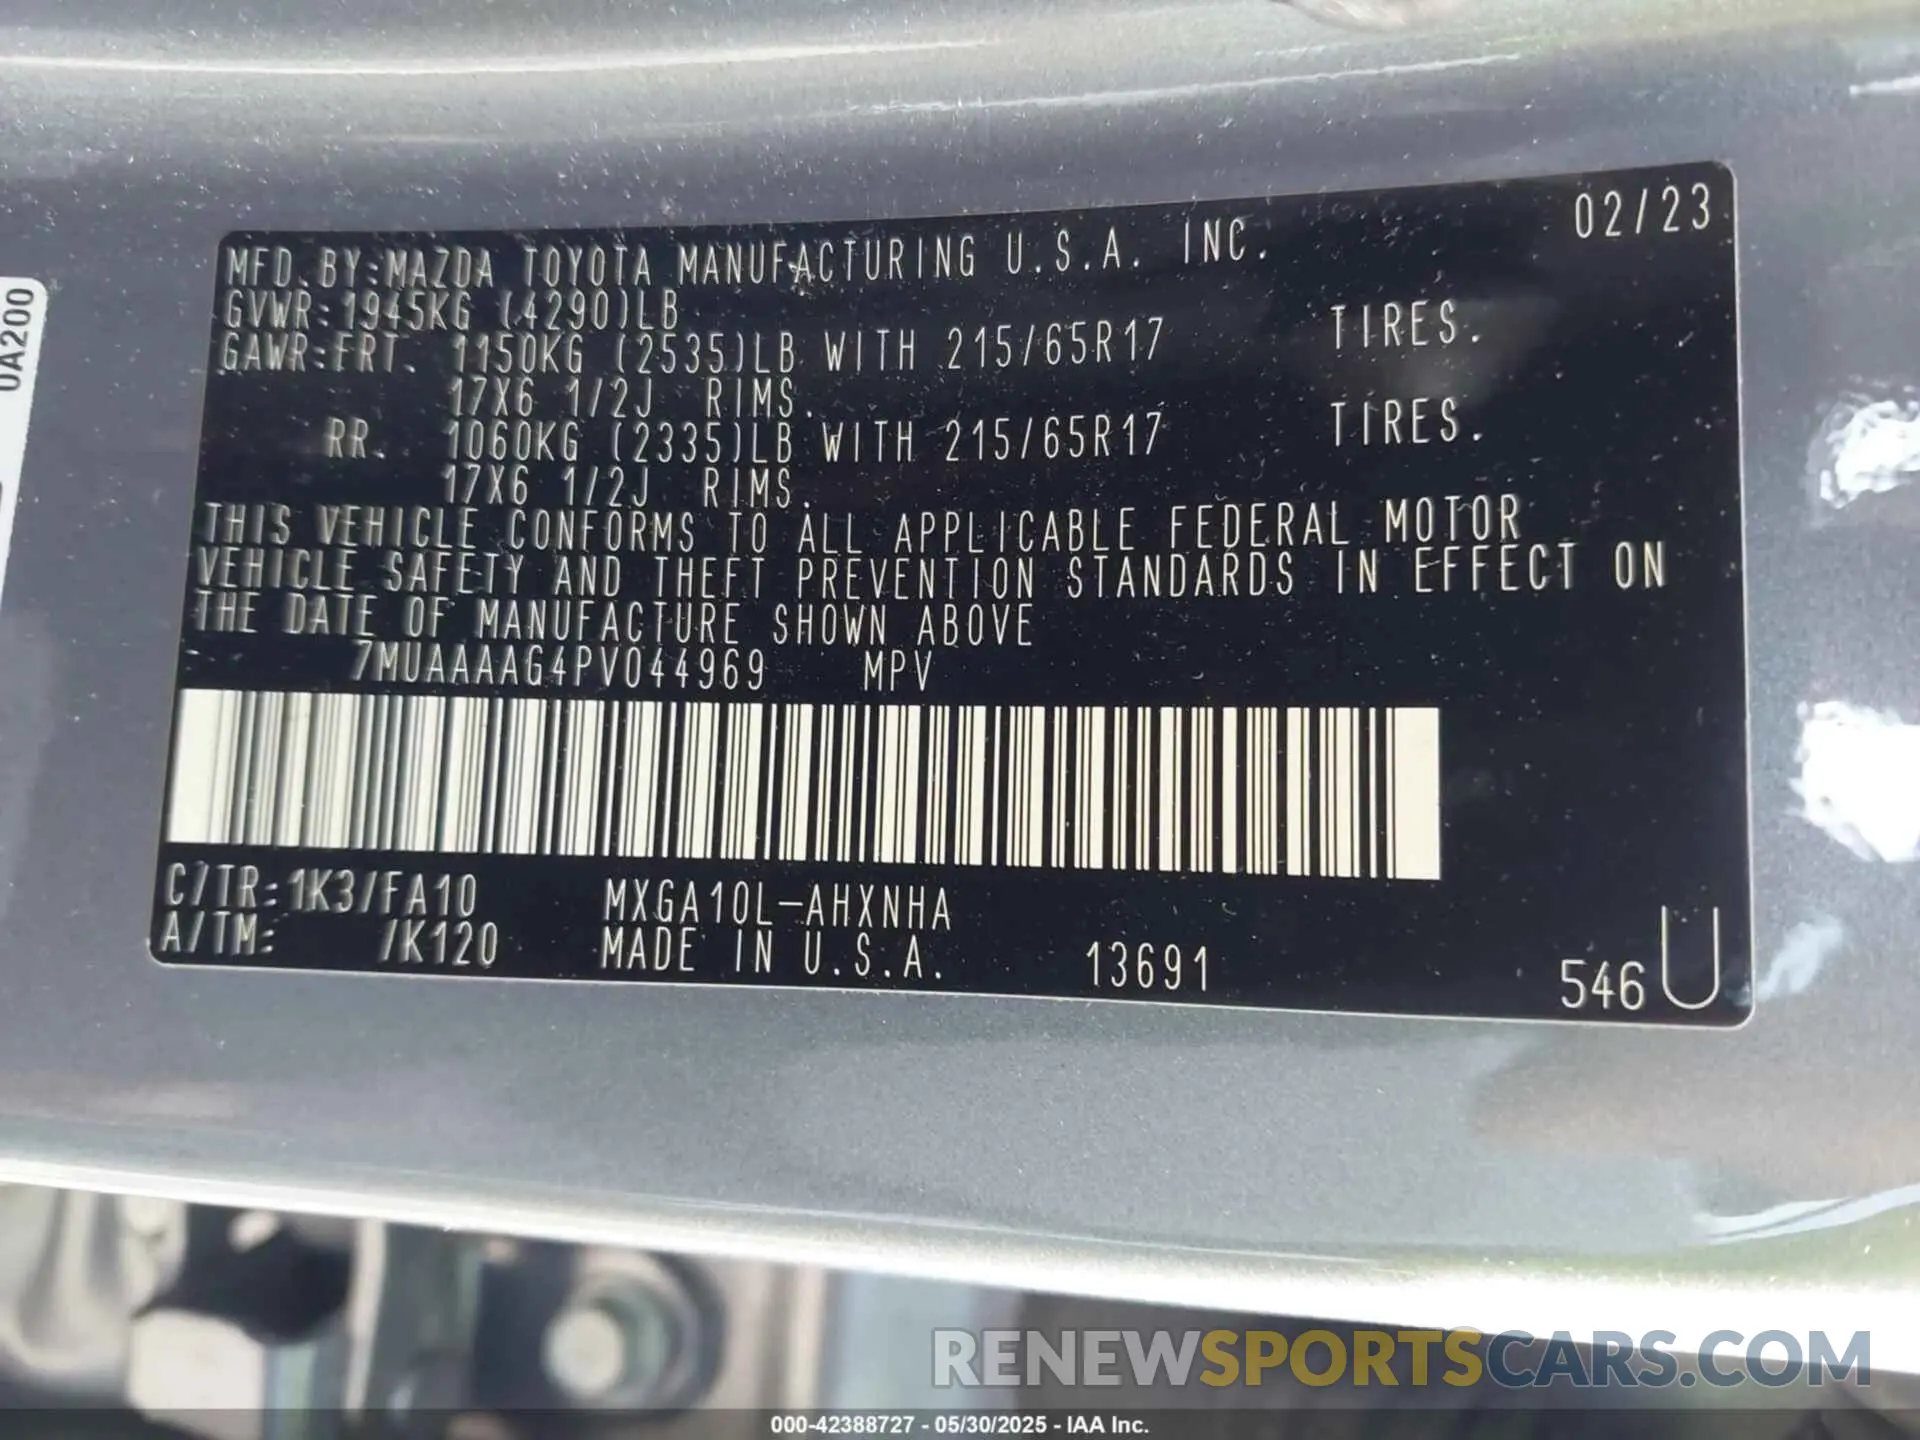 0A200
02/23
MFD. BY:MAZDA TOYOTA MANUFACTURING U.S.A. INC.
GVWR:1945KG (4290)LB
GAWR:FRT. 1150KG (2535)LB WITH 215/65R17 TIRES.
17X6 1/2J RIMS.
RR. 1060KG (2335)LB WITH 215/65R17 TIRES.
17X6 1/2J RIMS.
THIS VEHICLE CONFORMS TO ALL APPLICABLE FEDERAL MOTOR
VEHICLE SAFETY AND THEFT PREVENTION STANDARDS IN EFFECT ON
THE DATE OF MANUFACTURE SHOWN ABOVE
7MUAAAAG4PV044969 MPV
C/TR:1K3/FA10 MXGA10L-AHXNHA
A/TM: /K120 MADE IN U.S.A. 13691 546 U
RENEWSPORTSCARS.COM
000-42388727 - 05/30/2025 - IAA Inc.